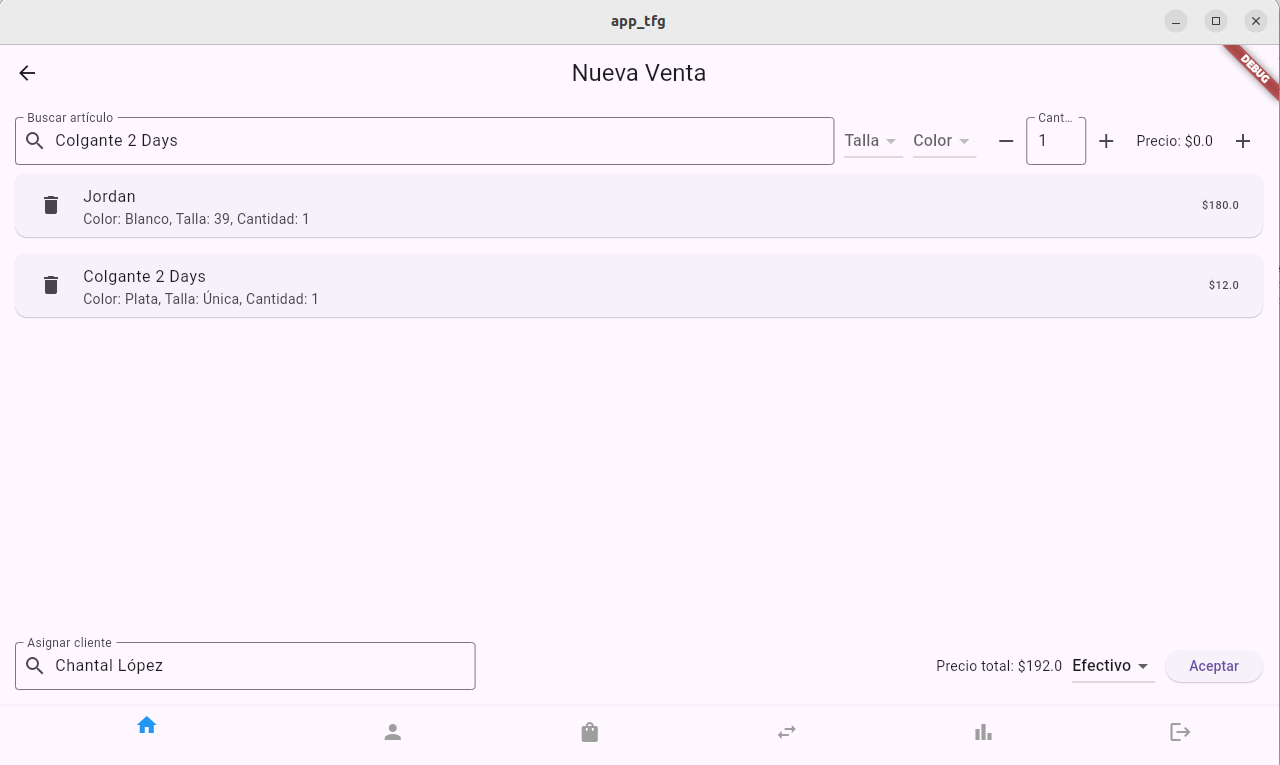 app_tfg
Nueva Venta
DEBUG
Buscar artículo
Colgante 2 Days
Talla
Color
Cant...
1
Precio: $0.0
Jordan
Color: Blanco, Talla: 39, Cantidad: 1
$180.0
Colgante 2 Days
Color: Plata, Talla: Única, Cantidad: 1
$12.0
Asignar cliente
Chantal López
Precio total: $192.0
Efectivo
Aceptar